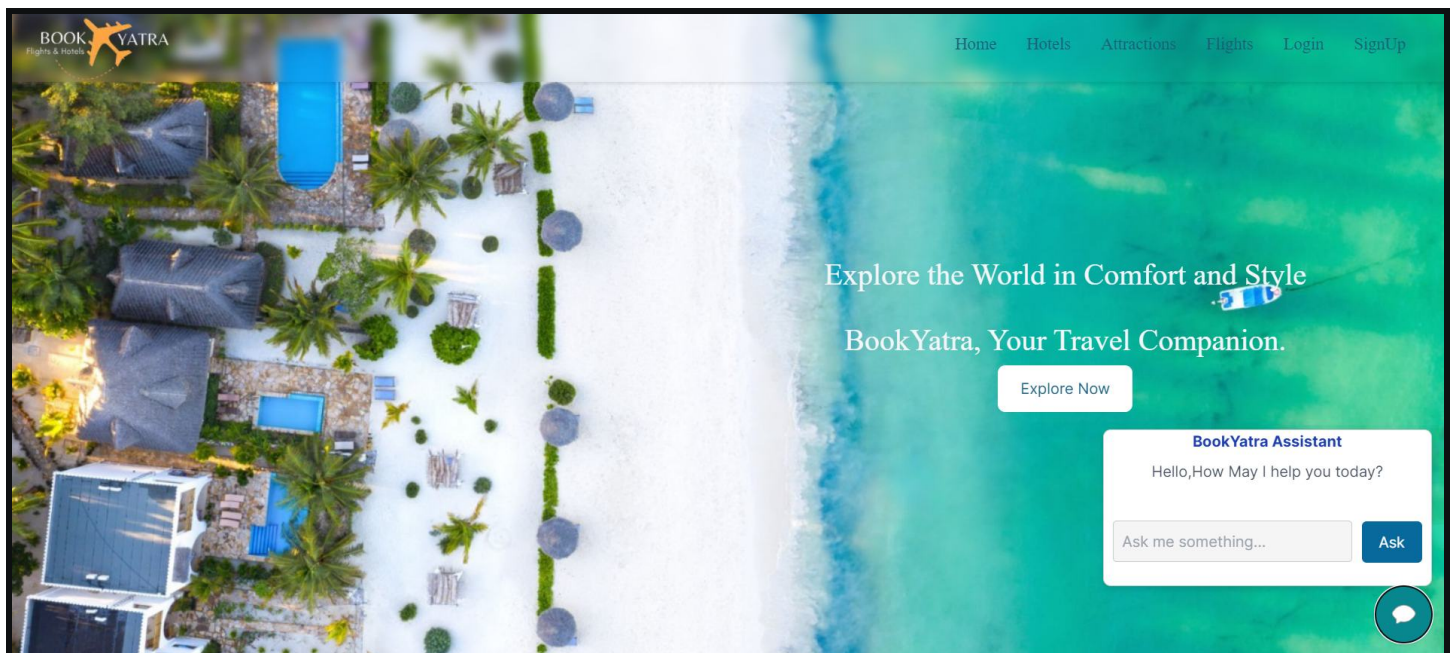 BOOK YATRA
Flights & Hotels
Home Hotels Attractions Flights Login SignUp
Explore the World in Comfort and Style
BookYatra, Your Travel Companion.
Explore Now
BookYatra Assistant
Hello,How May I help you today?
Ask me something...
Ask